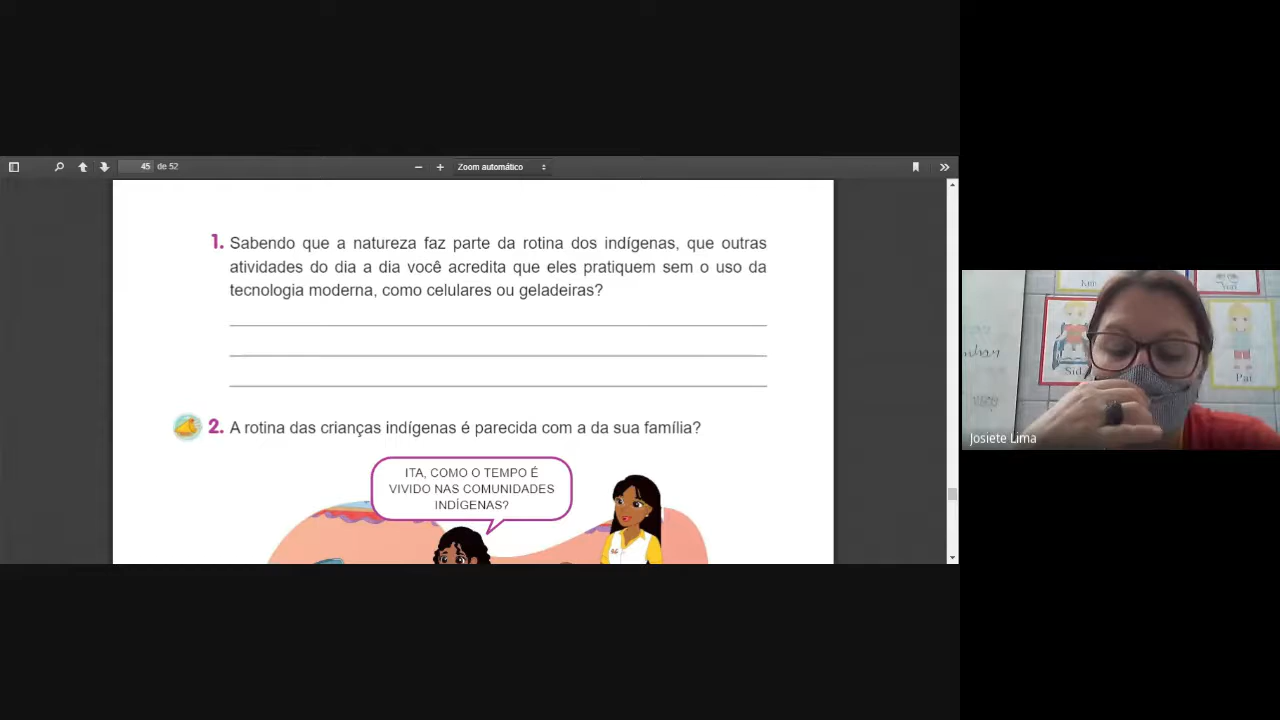 45 de 52
Zoom automático
1. Sabendo que a natureza faz parte da rotina dos indígenas, que outras
atividades do dia a dia você acredita que eles pratiquem sem o uso da
tecnologia moderna, como celulares ou geladeiras?
2. A rotina das crianças indígenas é parecida com a da sua família?
ITA, COMO O TEMPO É
VIVIDO NAS COMUNIDADES
INDÍGENAS?
Sid
Pat
Josiete Lima